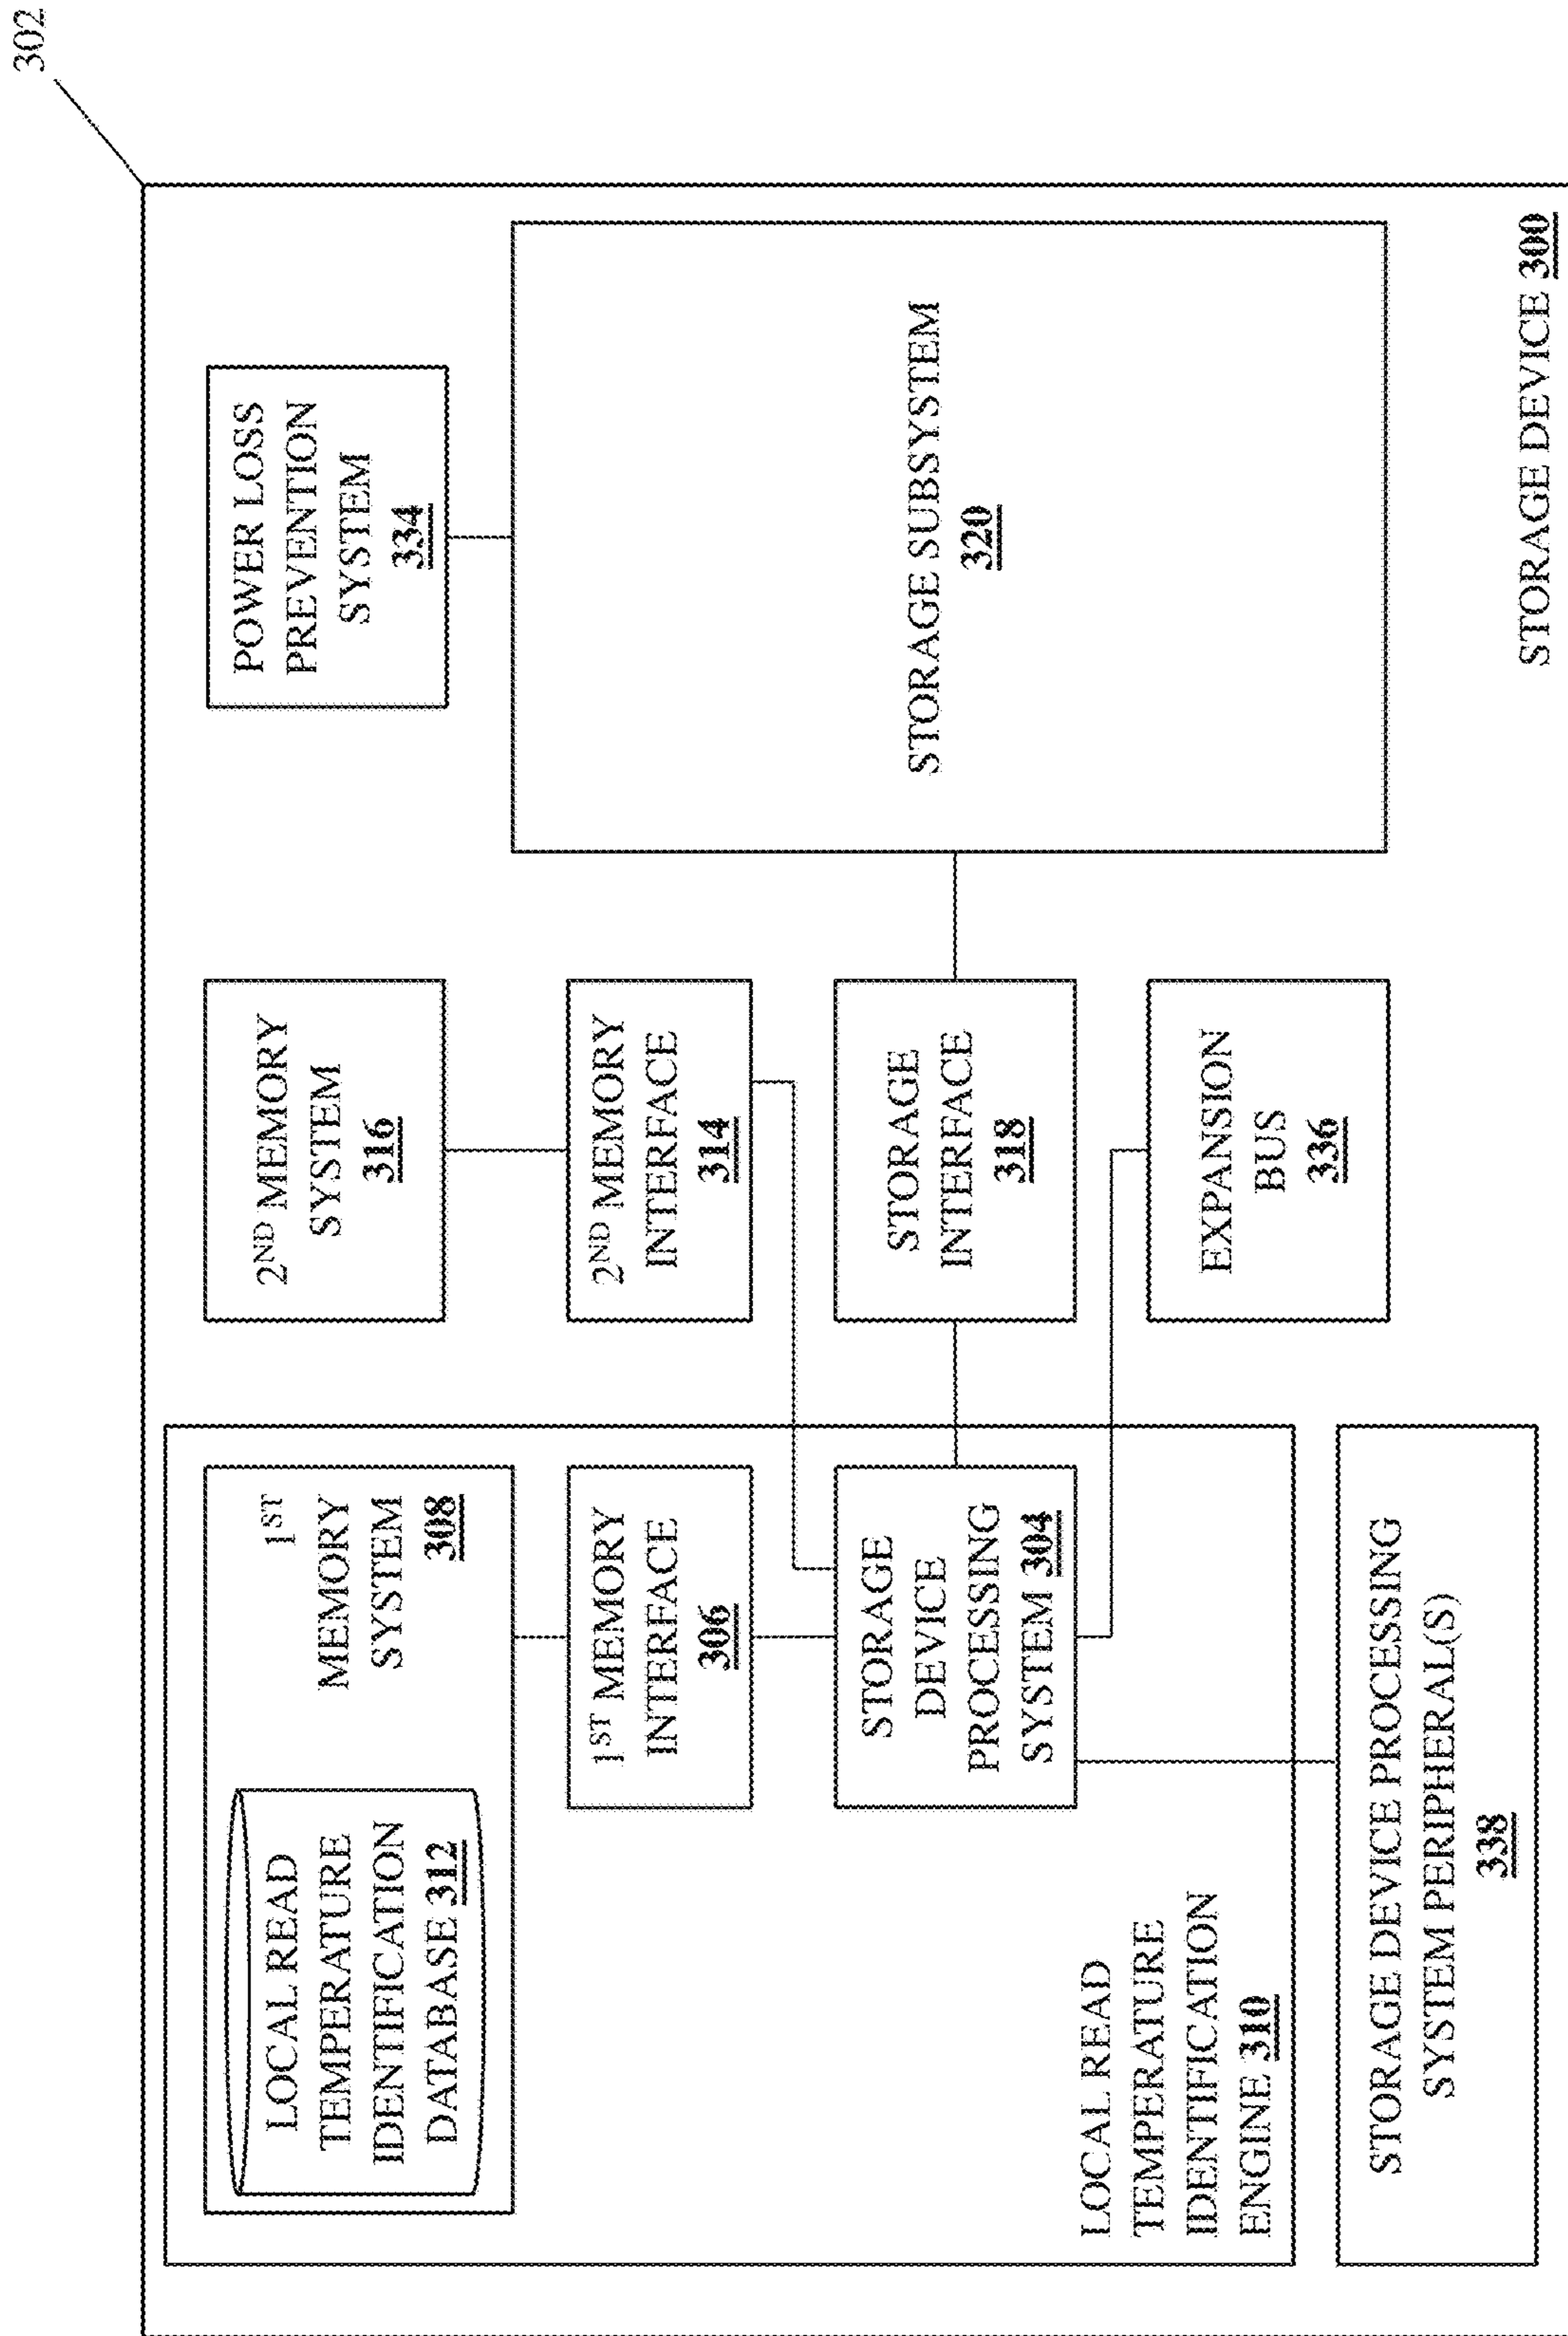 302
LOCAL READ
TEMPERATURE
IDENTIFICATION
DATABASE 312
1ST
MEMORY
SYSTEM 308
1ST MEMORY
INTERFACE
306
STORAGE
DEVICE
PROCESSING
SYSTEM 304
LOCAL READ
TEMPERATURE
IDENTIFICATION
ENGINE 310
STORAGE DEVICE PROCESSING
SYSTEM PERIPHERAL(S)
338
2ND MEMORY
SYSTEM
316
2ND MEMORY
INTERFACE
314
STORAGE
INTERFACE
318
EXPANSION
BUS
336
POWER LOSS
PREVENTION
SYSTEM
334
STORAGE SUBSYSTEM
320
STORAGE DEVICE 300